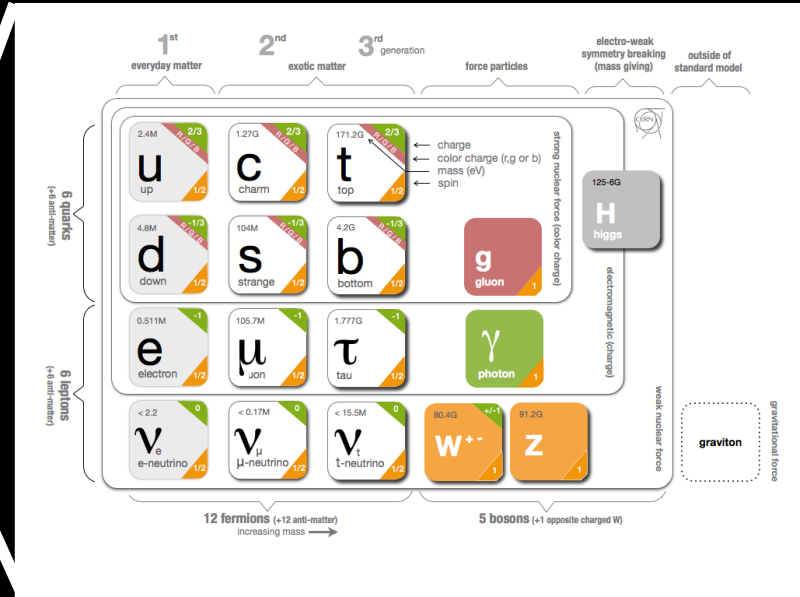 1st
2nd
3rd
generation
everyday matter
exotic matter
force particles
electro-weak
symmetry breaking
(mass giving)
outside of
standard model
CERN
6 quarks
(+6 anti-matter)
2.4M
2/3
R/G/B
u
up
1/2
1.27G
2/3
R/G/B
c
charm
1/2
171.2G
2/3
R/G/B
t
top
1/2
charge
color charge (r,g or b)
mass (eV)
spin
strong nuclear force (color charge)
125-6G
H
higgs
4.8M
-1/3
R/G/B
d
down
1/2
104M
-1/3
R/G/B
s
strange
1/2
4.2G
-1/3
R/G/B
b
bottom
1/2
g
gluon
1
electromagnetic (charge)
6 leptons
(+6 anti-matter)
0.511M
-1
e
electron
1/2
105.7M
-1
μ
uon
1/2
1.777G
-1
τ
tau
1/2
γ
photon
1
weak nuclear force
< 2.2
0
νe
e-neutrino
1/2
< 0.17M
0
νμ
μ-neutrino
1/2
< 15.5M
0
νt
t-neutrino
1/2
80.4G
+/-1
W+-
1
91.2G
Z
1
graviton
gravitational force
12 fermions (+12 anti-matter)
increasing mass
5 bosons (+1 opposite charged W)